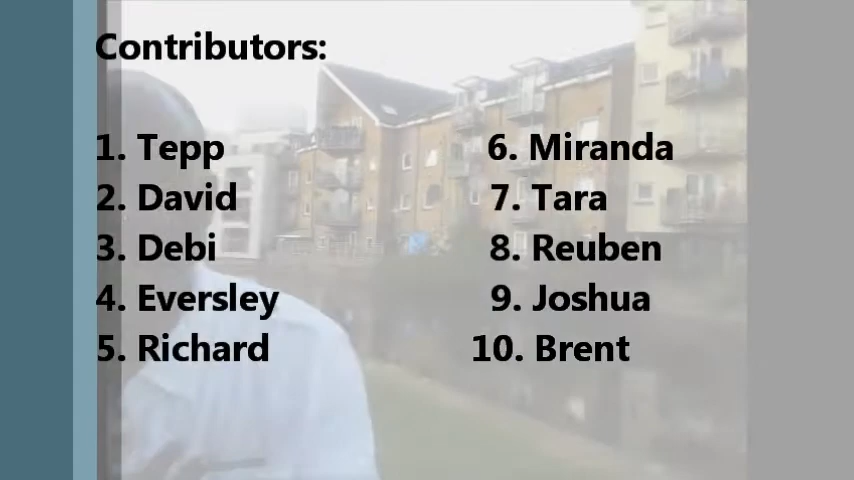 Contributors:
1. Tepp
2. David
3. Debi
4. Eversley
5. Richard
6. Miranda
7. Tara
8. Reuben
9. Joshua
10. Brent